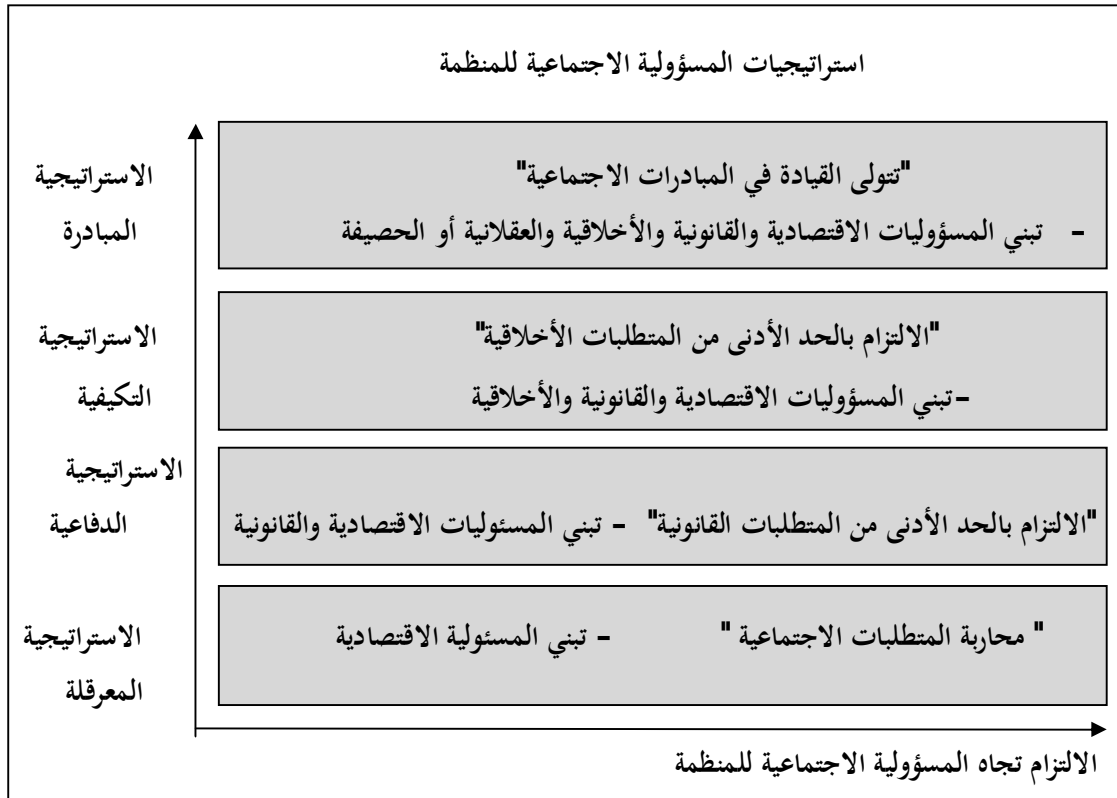 استراتيجيات المسؤولية الاجتماعية للمنظمة
الاستراتيجية
المبادرة
"تتولى القيادة في المبادرات الاجتماعية"
- تبني المسؤوليات الاقتصادية والقانونية والأخلاقية والعقلانية أو الحصيفة
الاستراتيجية
التكيفية
"الالتزام بالحد الأدنى من المتطلبات الأخلاقية"
-تبني المسؤوليات الاقتصادية والقانونية والأخلاقية
الاستراتيجية
الدفاعية
"الالتزام بالحد الأدنى من المتطلبات القانونية" - تبني المسئوليات الاقتصادية والقانونية
الاستراتيجية
المعرقلة
" محاربة المتطلبات الاجتماعية " - تبني المسئولية الاقتصادية
الالتزام تجاه المسؤولية الاجتماعية للمنظمة